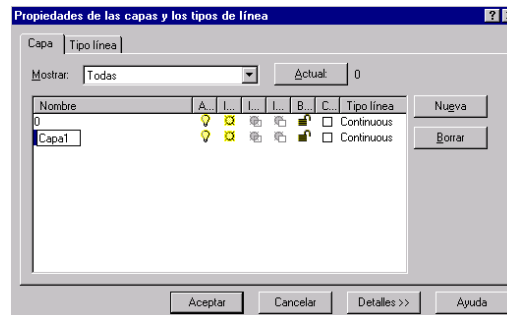 Propiedades de las capas y los tipos de línea
Capa Tipo línea
Mostrar: Todas Actual: 0
Nombre A... I... I... I... B... C... Tipo línea Nueva
0 Continuous
Capa1 Continuous Borrar
Aceptar Cancelar Detalles >> Ayuda